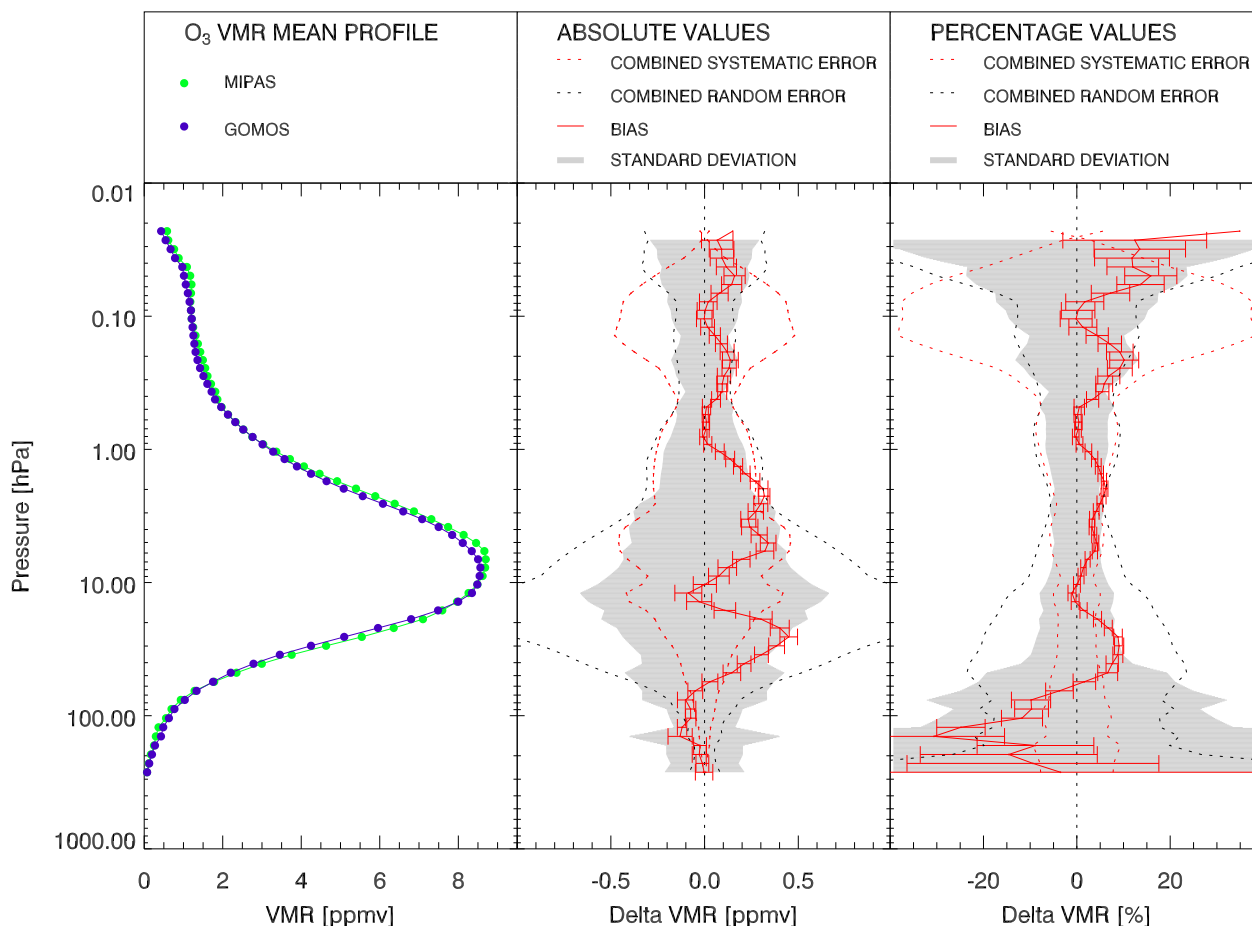 O₃ VMR MEAN PROFILE
MIPAS
GOMOS
ABSOLUTE VALUES
COMBINED SYSTEMATIC ERROR
COMBINED RANDOM ERROR
BIAS
STANDARD DEVIATION
PERCENTAGE VALUES
COMBINED SYSTEMATIC ERROR
COMBINED RANDOM ERROR
BIAS
STANDARD DEVIATION
Pressure [hPa]
0.01
0.10
1.00
10.00
100.00
1000.00
0 2 4 6 8
VMR [ppmv]
-0.5 0.0 0.5
Delta VMR [ppmv]
-20 0 20
Delta VMR [%]